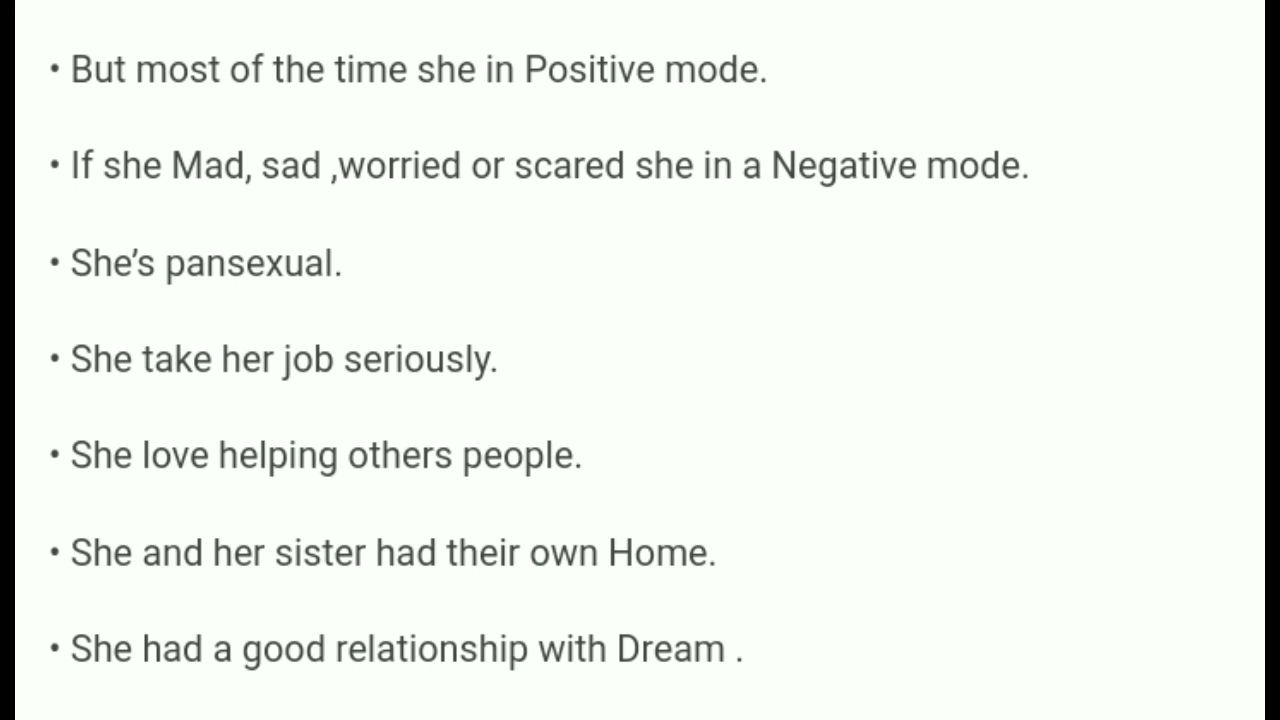 • But most of the time she in Positive mode.
• If she Mad, sad ,worried or scared she in a Negative mode.
• She’s pansexual.
• She take her job seriously.
• She love helping others people.
• She and her sister had their own Home.
• She had a good relationship with Dream .